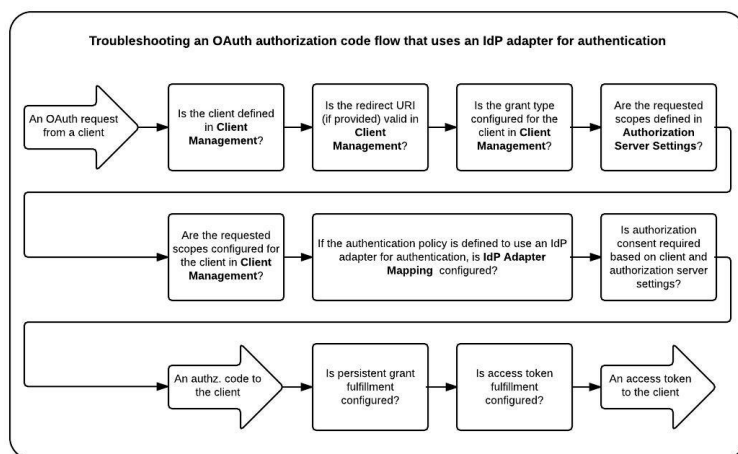 Troubleshooting an OAuth authorization code flow that uses an IdP adapter for authentication
An OAuth request
from a client
Is the client defined
in Client
Management?
Is the redirect URI
(if provided) valid in
Client
Management?
Is the grant type
configured for the
client in Client
Management?
Are the requested
scopes defined in
Authorization
Server Settings?
Are the requested
scopes configured for
the client in Client
Management?
If the authentication policy is defined to use an IdP
adapter for authentication, is IdP Adapter
Mapping configured?
Is authorization
consent required
based on client and
authorization server
settings?
An authz. code to
the client
Is persistent grant
fulfillment
configured?
Is access token
fulfillment
configured?
An access token
to the client